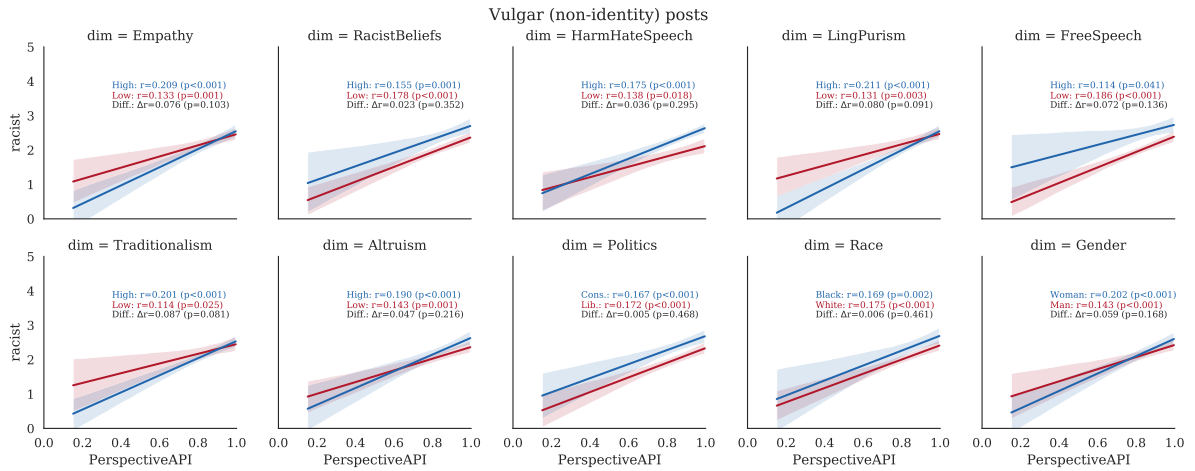 Vulgar (non-identity) posts
dim = Empathy
5
4
3
2
1
0
racist
High: r=0.209 (p<0.001)
Low: r=0.133 (p=0.001)
Diff.: Δr=0.076 (p=0.103)
dim = RacistBeliefs
High: r=0.155 (p=0.001)
Low: r=0.178 (p<0.001)
Diff.: Δr=0.023 (p=0.352)
dim = HarmHateSpeech
High: r=0.175 (p<0.001)
Low: r=0.138 (p=0.018)
Diff.: Δr=0.036 (p=0.295)
dim = LingPurism
High: r=0.211 (p<0.001)
Low: r=0.131 (p=0.003)
Diff.: Δr=0.080 (p=0.091)
dim = FreeSpeech
High: r=0.114 (p=0.041)
Low: r=0.186 (p<0.001)
Diff.: Δr=0.072 (p=0.136)
dim = Traditionalism
5
4
3
2
1
0
racist
High: r=0.201 (p<0.001)
Low: r=0.114 (p=0.025)
Diff.: Δr=0.087 (p=0.081)
0.0 0.2 0.4 0.6 0.8 1.0
PerspectiveAPI
dim = Altruism
High: r=0.190 (p<0.001)
Low: r=0.143 (p=0.001)
Diff.: Δr=0.047 (p=0.216)
0.0 0.2 0.4 0.6 0.8 1.0
PerspectiveAPI
dim = Politics
Cons.: r=0.167 (p<0.001)
Lib.: r=0.172 (p<0.001)
Diff.: Δr=0.005 (p=0.468)
0.0 0.2 0.4 0.6 0.8 1.0
PerspectiveAPI
dim = Race
Black: r=0.169 (p=0.002)
White: r=0.175 (p<0.001)
Diff.: Δr=0.006 (p=0.461)
0.0 0.2 0.4 0.6 0.8 1.0
PerspectiveAPI
dim = Gender
Woman: r=0.202 (p<0.001)
Man: r=0.143 (p<0.001)
Diff.: Δr=0.059 (p=0.168)
0.0 0.2 0.4 0.6 0.8 1.0
PerspectiveAPI